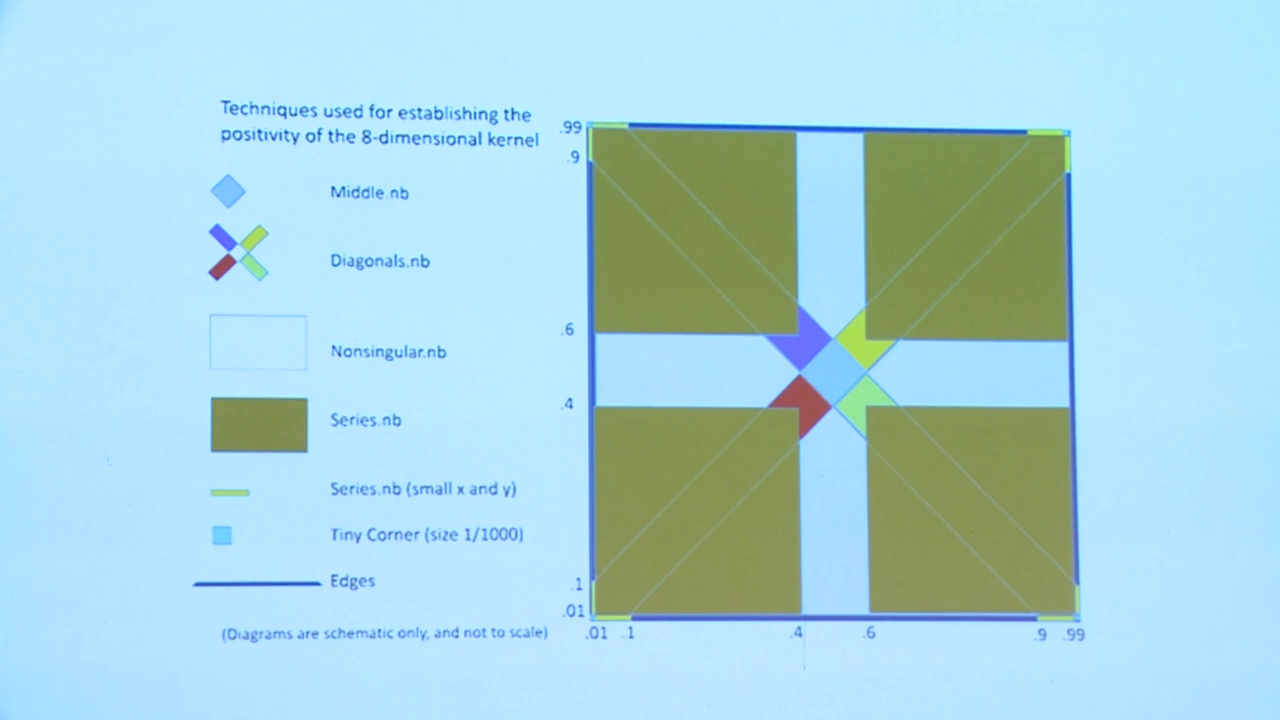 Techniques used for establishing the
positivity of the 8-dimensional kernel
Middle.nb
Diagonals.nb
Nonsingular.nb
Series.nb
Series.nb (small x and y)
Tiny Corner (size 1/1000)
Edges
(Diagrams are schematic only, and not to scale)
.99
.9
.6
.4
.1
.01
.01 .1 .4 .6 .9 .99